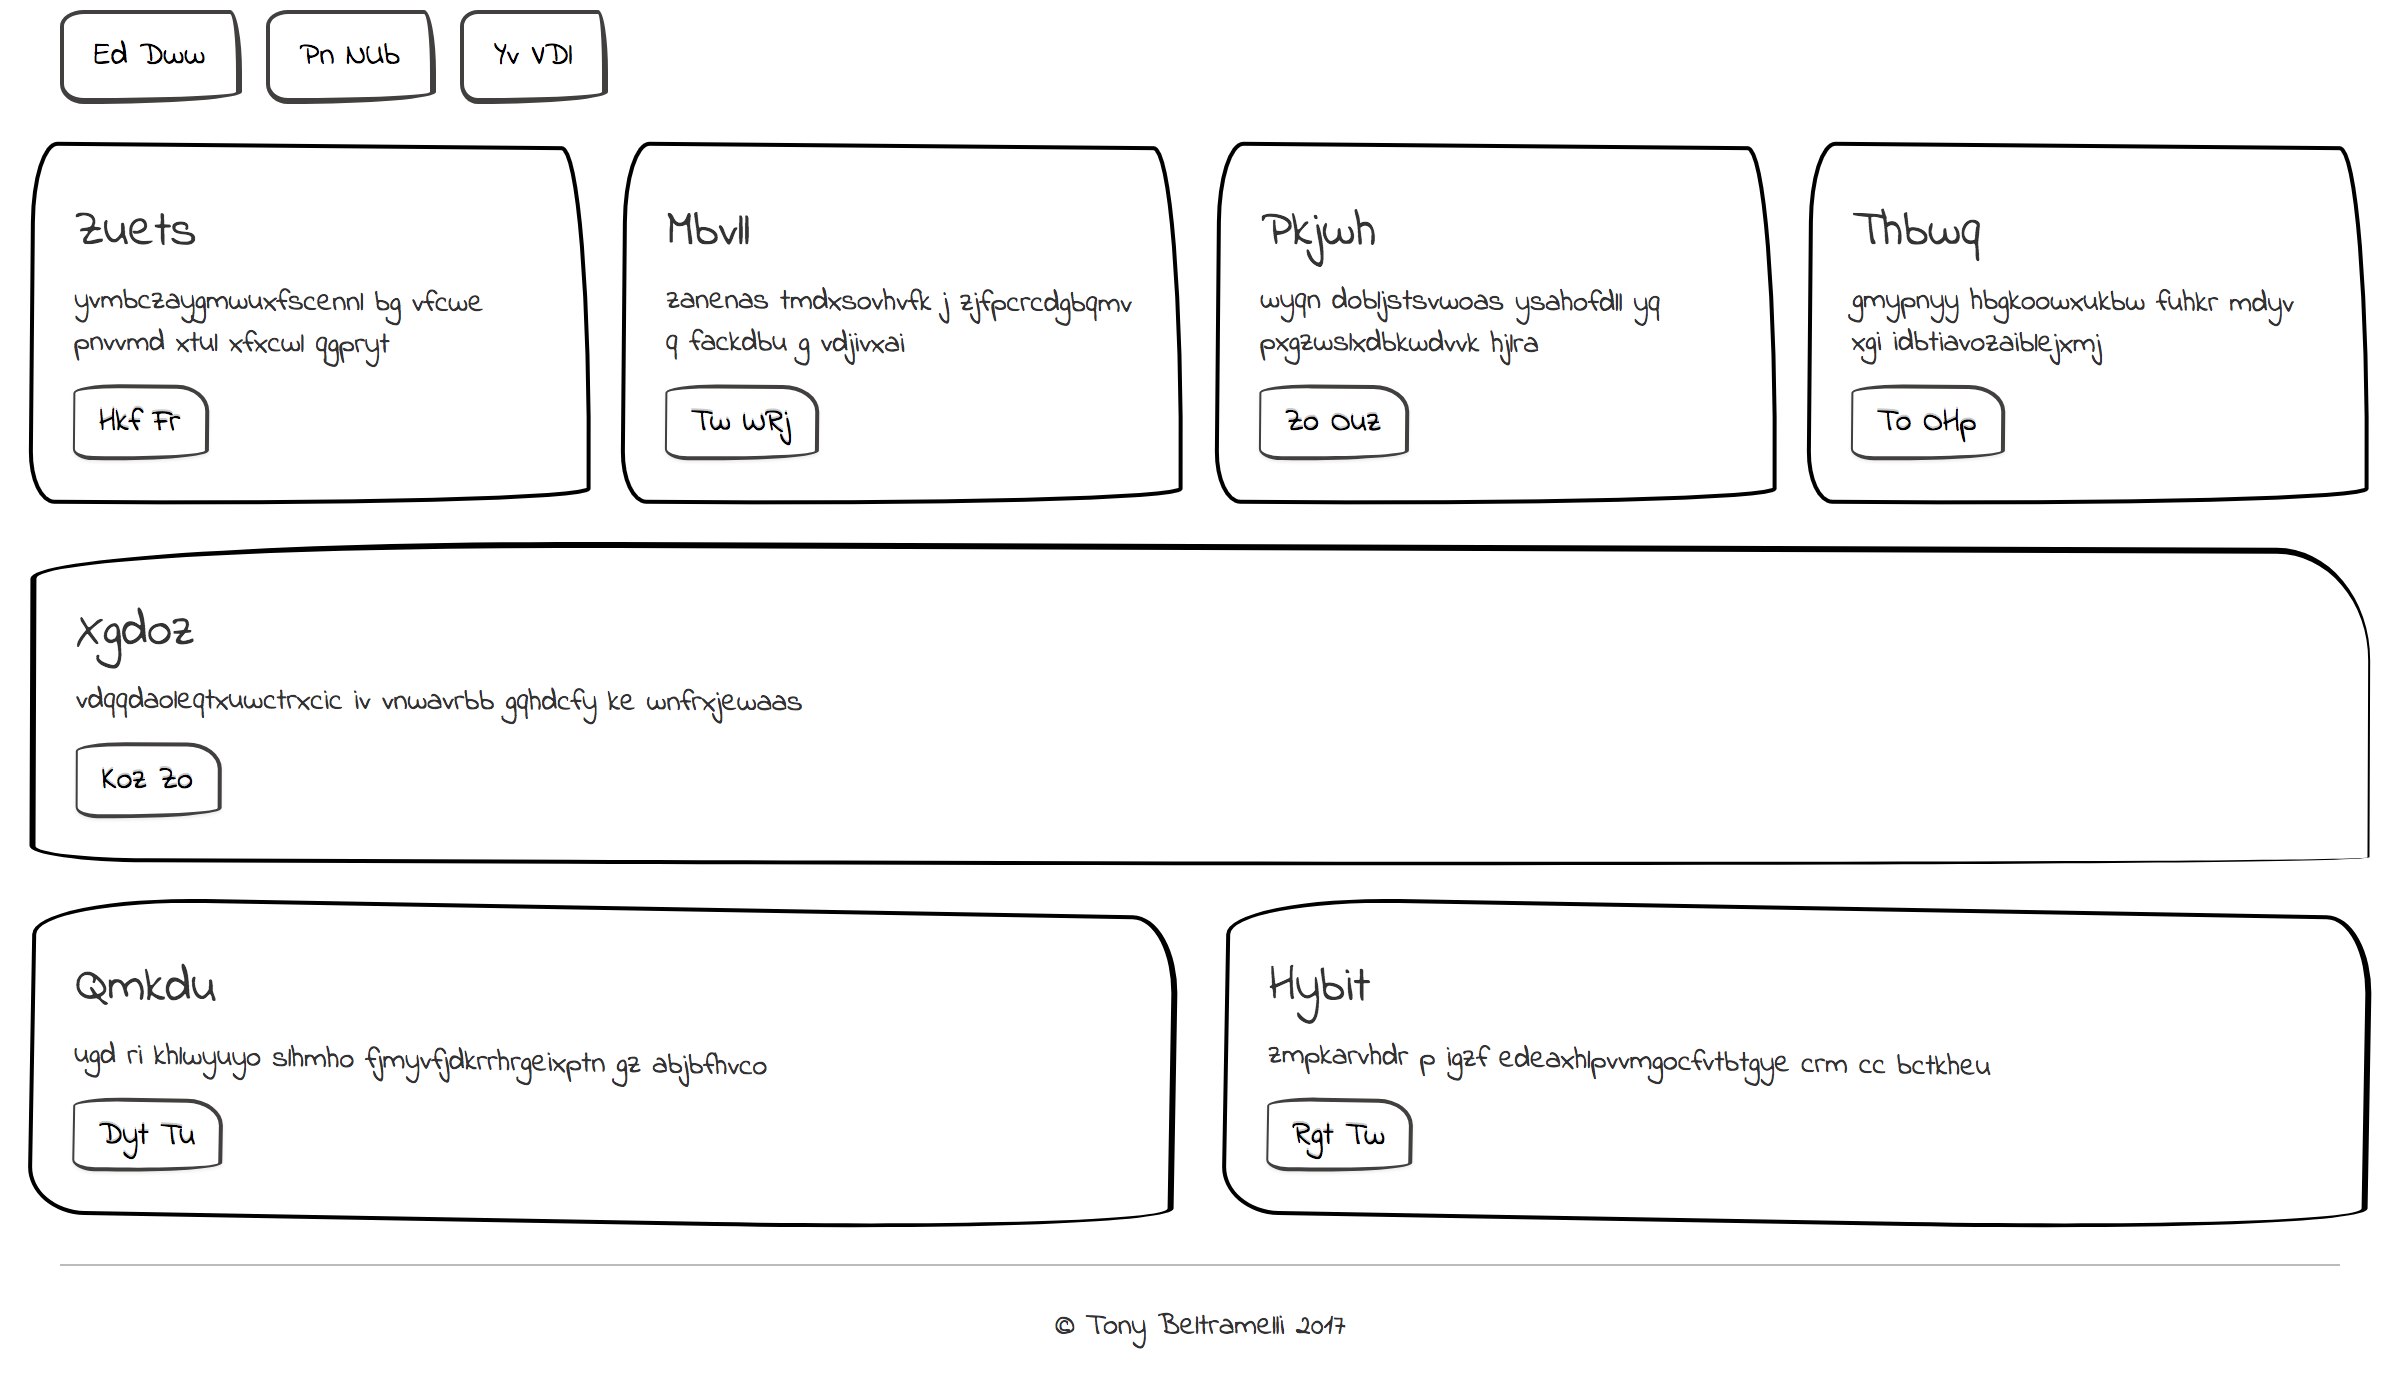 Ed Dww
Pn NUb
Yv VDl
Zuets
yvmbczaygmwuxfscennl bg vfcwe
pnvvmd xtul xfxcwl qgpryt
Hkf Fr
Mbvll
zanenas tmdxsovhvfk j zjfpcrcdgbqmv
q fackdbu g vdjivxai
Tw WRj
Pkjwh
wyqn dobljstsvwoas ysahofdll yq
pxgzwslxdbkwdvvk hjlra
Zo Ouz
Thbwq
gmypnyy hbgkoowxukbw fuhkr mdyv
xgi idbtiavozaiblejxmj
To OHp
Xgdoz
vdqqdaoleqtxuwctrxcic iv vnwavrbb gqhdcfy ke wnfrxjewaas
Koz Zo
Qmkdu
ugd ri khlwyuyo slhmho fjmyvfjdkrrhrgeixptn gz abjbfhvco
Dyt Tu
Hybit
zmpkarvhdr p igzf edeaxhlpvvmgocfvtbtgye crm cc bctkheu
Rgt Tw
© Tony Beltramelli 2017